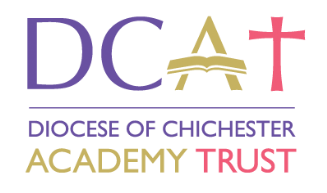 DCAt
DIOCESE OF CHICHESTER
ACADEMY TRUST